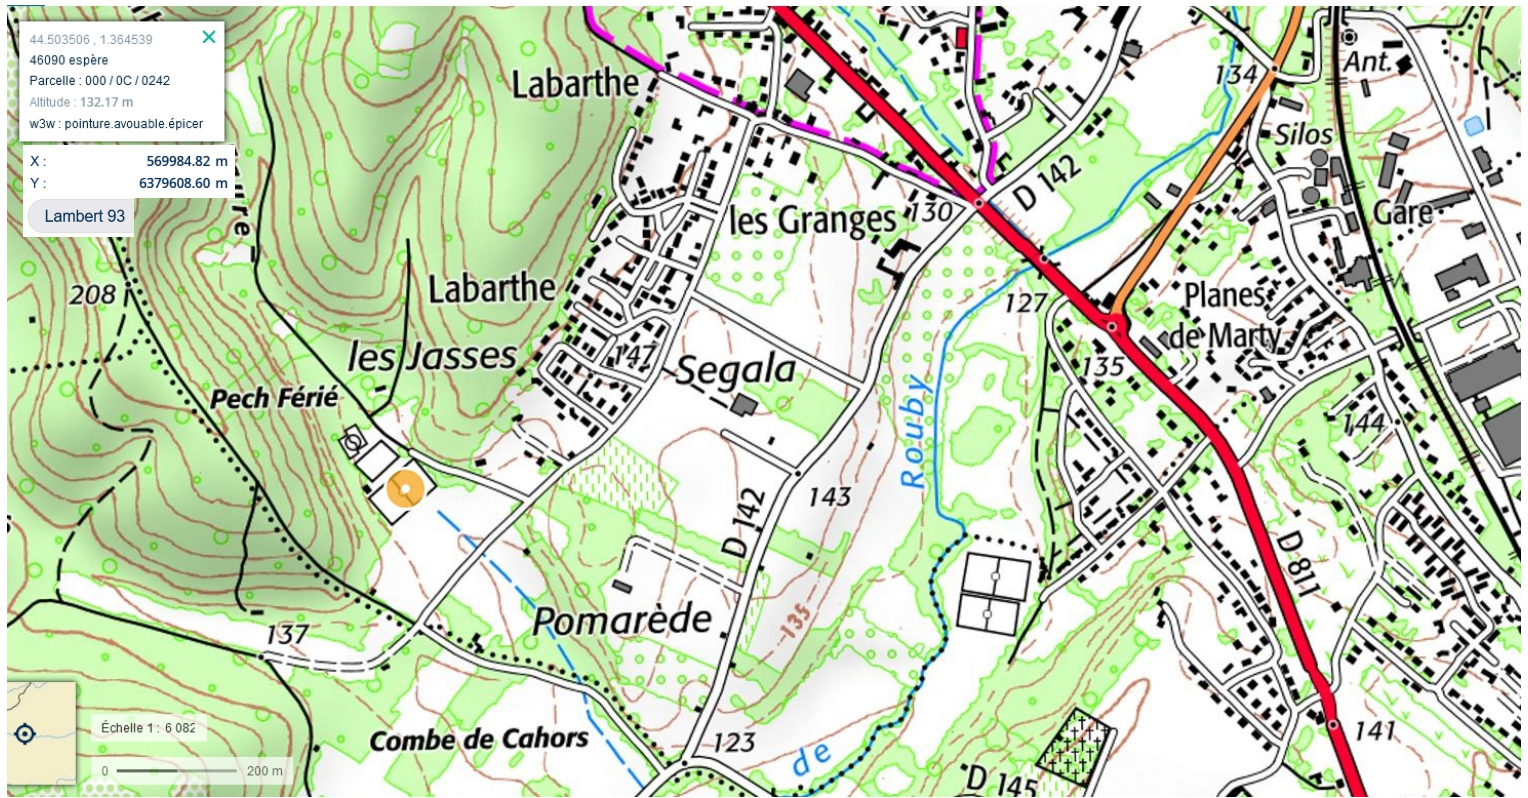 44.503506 , 1.364539
46090 espère
Parcelle : 000 / 0C / 0242
Altitude : 132.17 m
w3w : pointure.avouable.épicer
X : 569984.82 m
Y : 6379608.60 m
Lambert 93
Labarthe
134
Ant.
Silos
D 142
les Granges
130
Gare
ure
Labarthe
208
127
Planes
de Marty
147
les Jasses
Segala
135
Pech Férié
Rouby
144
143
D 142
D 811
Pomarède
135
137
Échelle 1 : 6 082
Combe de Cahors
123
de
141
D 145
0 200 m